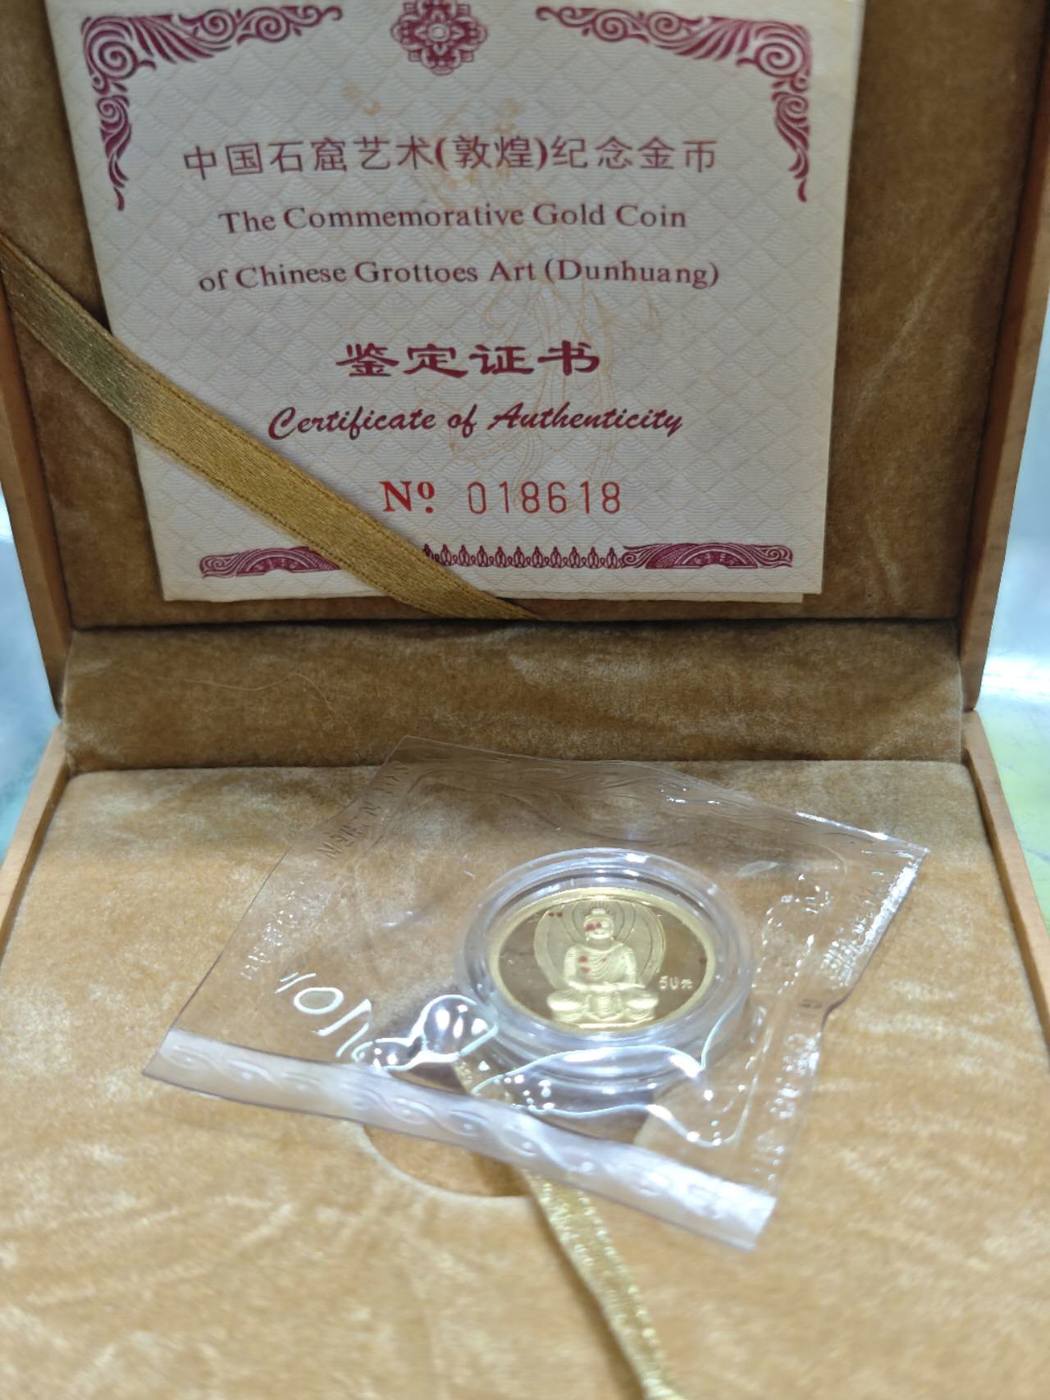 中国石窟艺术(敦煌)纪念金币
The Commemorative Gold Coin
of Chinese Grottoes Art (Dunhuang)
鉴定证书
Certificate of Authenticity
Nº 018618
50元